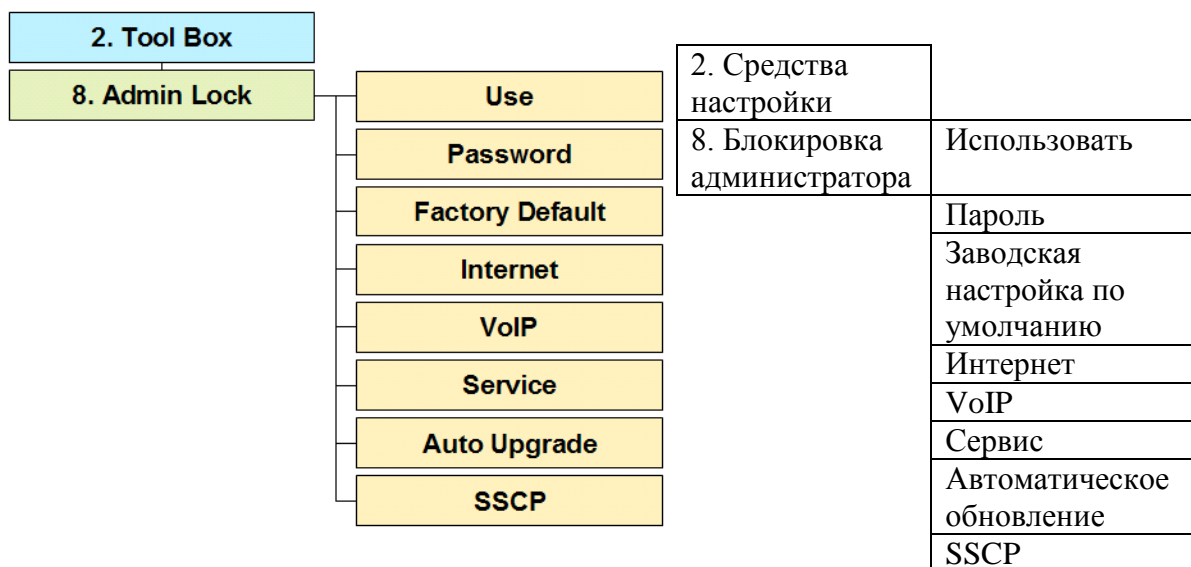 2. Tool Box
8. Admin Lock
Use
Password
Factory Default
Internet
VoIP
Service
Auto Upgrade
SSCP
2. Средства
настройки
8. Блокировка
администратора
Использовать
Пароль
Заводская
настройка по
умолчанию
Интернет
VoIP
Сервис
Автоматическое
обновление
SSCP